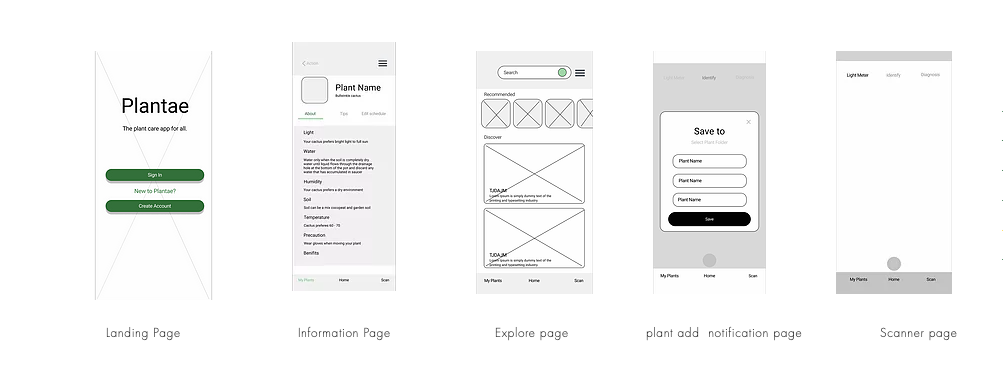 Plantae
The plant care app for all.
Sign In
New to Plantae?
Create Account
Landing Page
Plant Name
Buttonkia cactus
About Tips Edit schedule
Light
Your cactus prefers bright light to full sun
Water
Water only when the soil is completely dry.
water until liquid flows through the drainage
hole at the bottom of the pot and discard any
water that has accumulated in saucer
Humidity
Your cactus prefers a dry environment
Soil
Soil can be a mix cocopeat and garden soil
Temperature
Cactus preferes 60 - 75
Precaution
Wear gloves when moving your plant
Benifits
My Plants Home Scan
Information Page
Search
Recommended
Discover
TJDAJM
Lorem Ipsum is simply dummy text of the
printing and typesetting industry.
TJDAJM
Lorem Ipsum is simply dummy text of the
printing and typesetting industry.
My Plants Home Scan
Explore page
Light Meter Identify Diagnosis
Save to
Select Plant Folder
Plant Name
Plant Name
Plant Name
Save
My Plants Home Scan
plant add notification page
Light Meter Identify Diagnosis
My Plants Home Scan
Scanner page